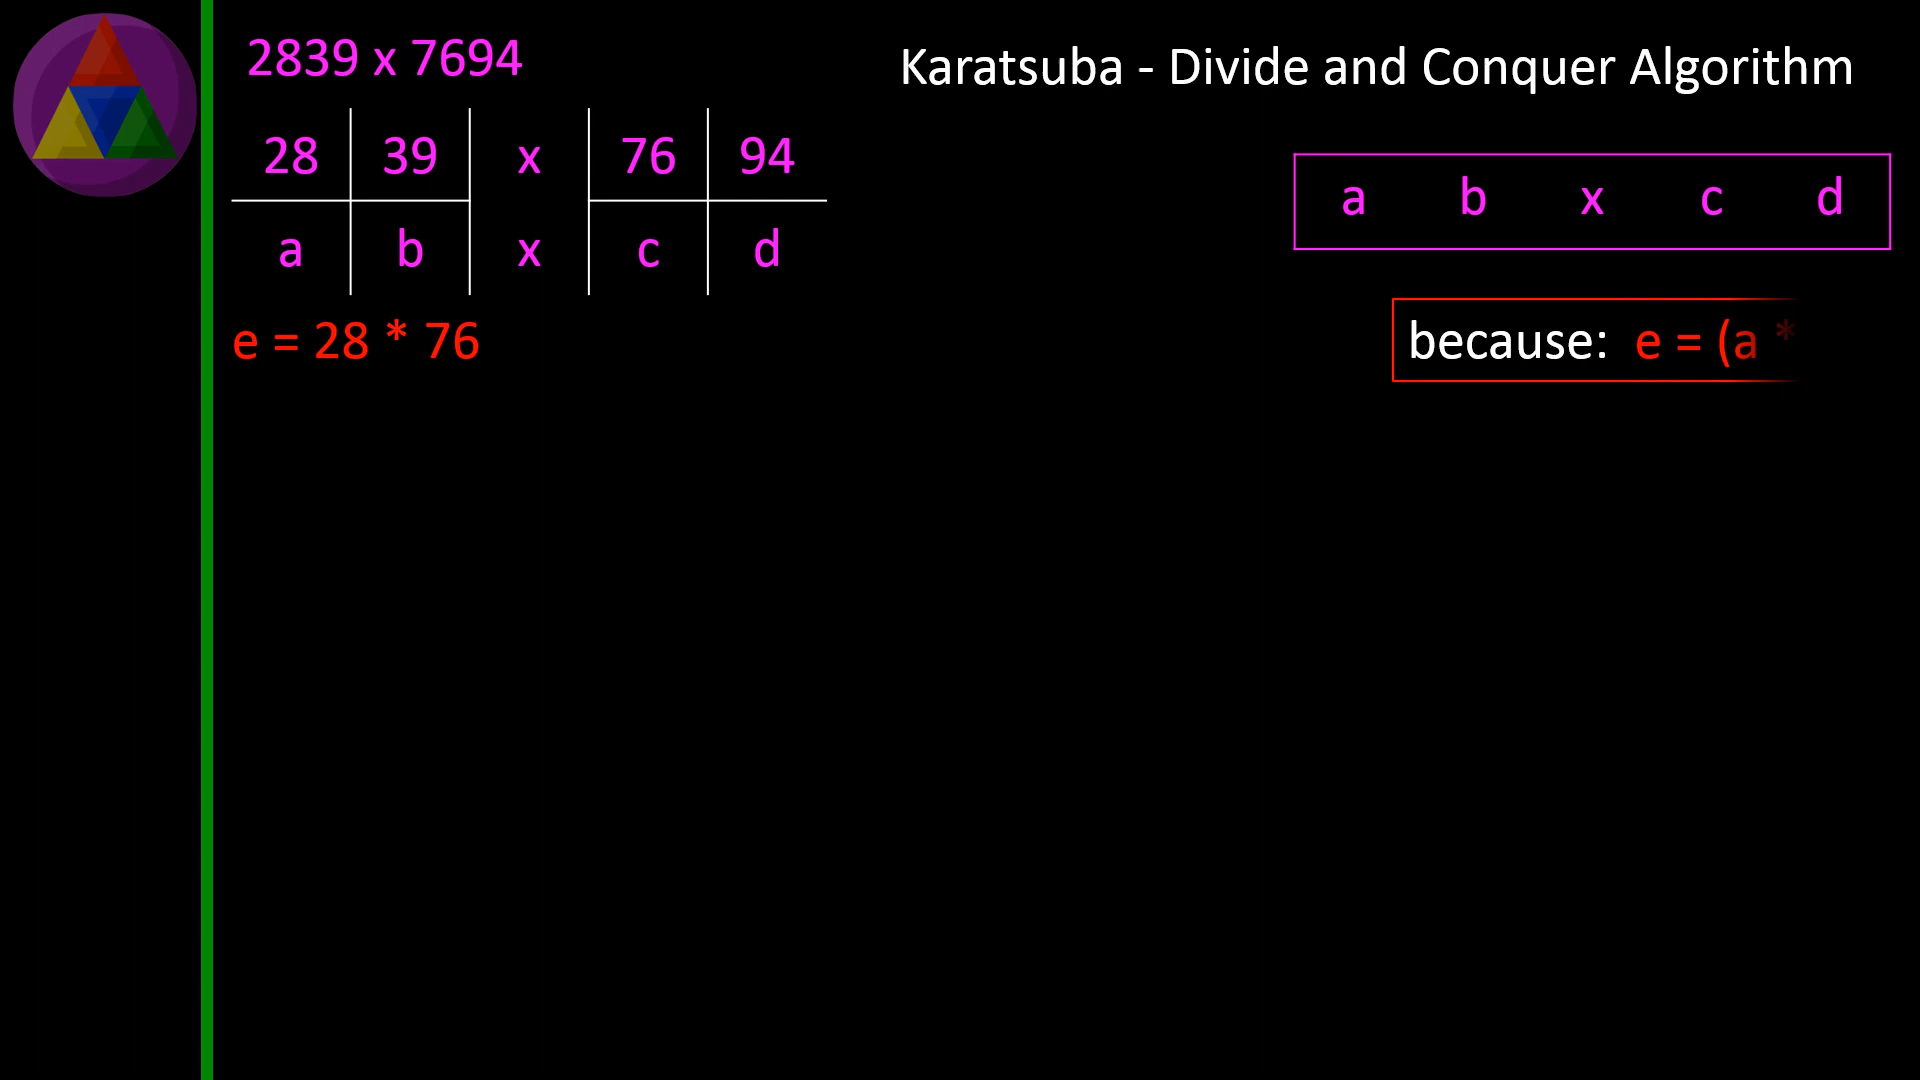 2839 x 7694
Karatsuba - Divide and Conquer Algorithm
28 39 x 76 94
a b x c d
a b x c d
e = 28 * 76
because: e = (a *